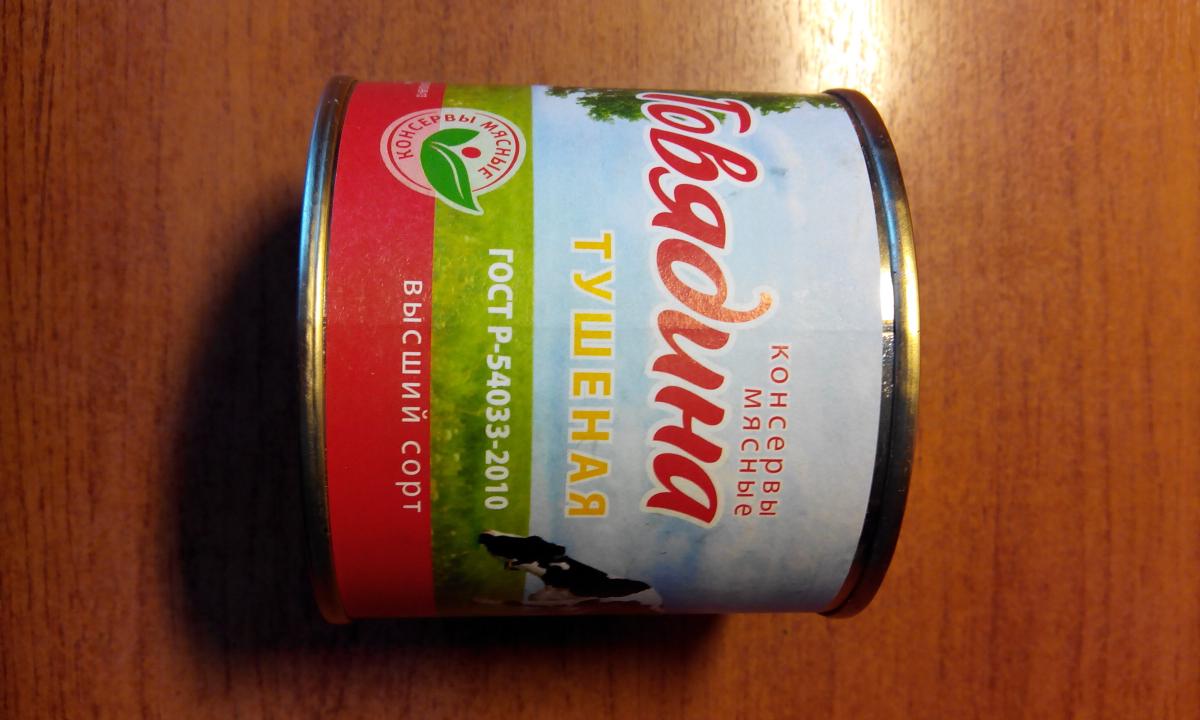 консервы
мясные
Говядина
ТУШЕНАЯ
ГОСТ Р-54033-2010
КОНСЕРВЫ МЯСНЫЕ
высший сорт